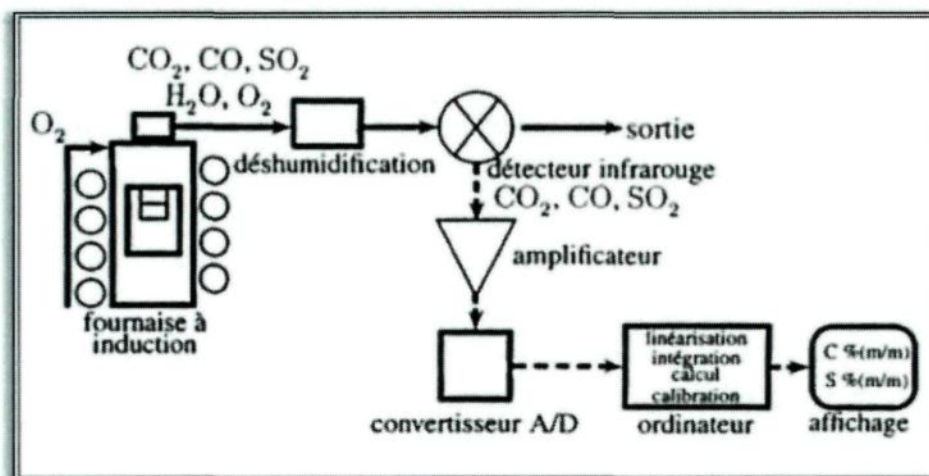 CO₂, CO, SO₂
H₂O, O₂
O₂
déshumidification
sortie
détecteur infrarouge
CO₂, CO, SO₂
amplificateur
fournaise à
induction
convertisseur A/D
linéarisation
intégration
calcul
calibration
ordinateur
C %(m/m)
S %(m/m)
affichage